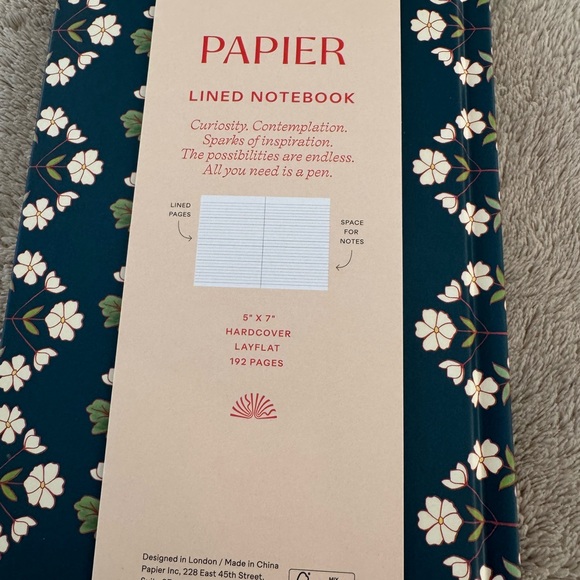 PAPIER
LINED NOTEBOOK
Curiosity. Contemplation.
Sparks of inspiration.
The possibilities are endless.
All you need is a pen.
LINED
PAGES
SPACE
FOR
NOTES
5" X 7"
HARDCOVER
LAYFLAT
192 PAGES
Designed in London / Made in China
Papier Inc, 228 East 45th Street,
MIX